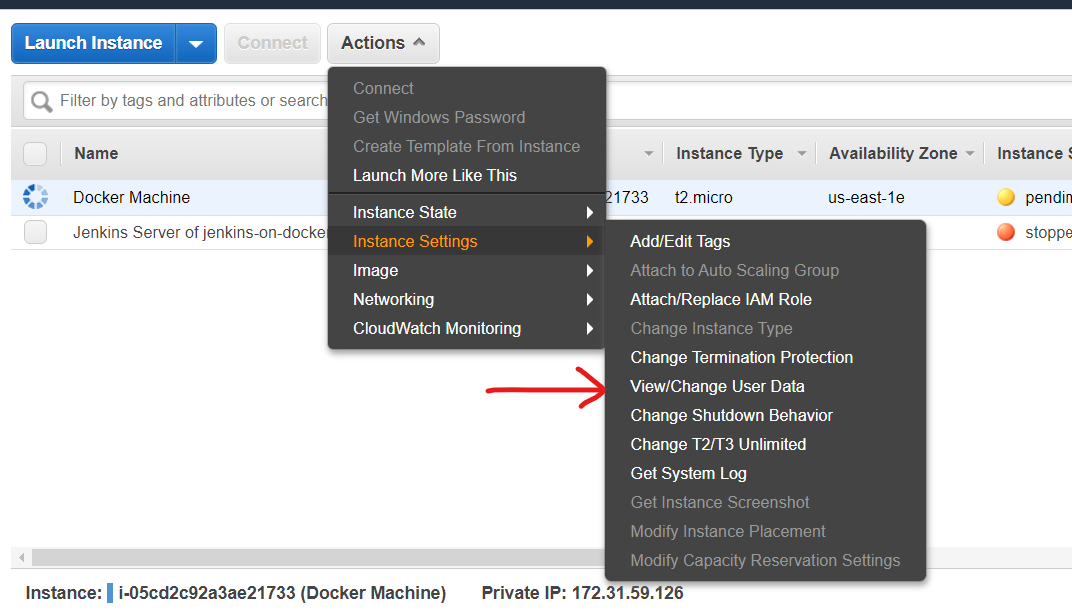 Launch Instance
Connect
Actions
Filter by tags and attributes or search
Name
Instance Type
Availability Zone
Instance
Docker Machine
21733
t2.micro
us-east-1e
pendin
Jenkins Server of jenkins-on-docker
stoppe
Connect
Get Windows Password
Create Template From Instance
Launch More Like This
Instance State
Instance Settings
Image
Networking
CloudWatch Monitoring
Add/Edit Tags
Attach to Auto Scaling Group
Attach/Replace IAM Role
Change Instance Type
Change Termination Protection
View/Change User Data
Change Shutdown Behavior
Change T2/T3 Unlimited
Get System Log
Get Instance Screenshot
Modify Instance Placement
Modify Capacity Reservation Settings
Instance: i-05cd2c92a3ae21733 (Docker Machine) Private IP: 172.31.59.126